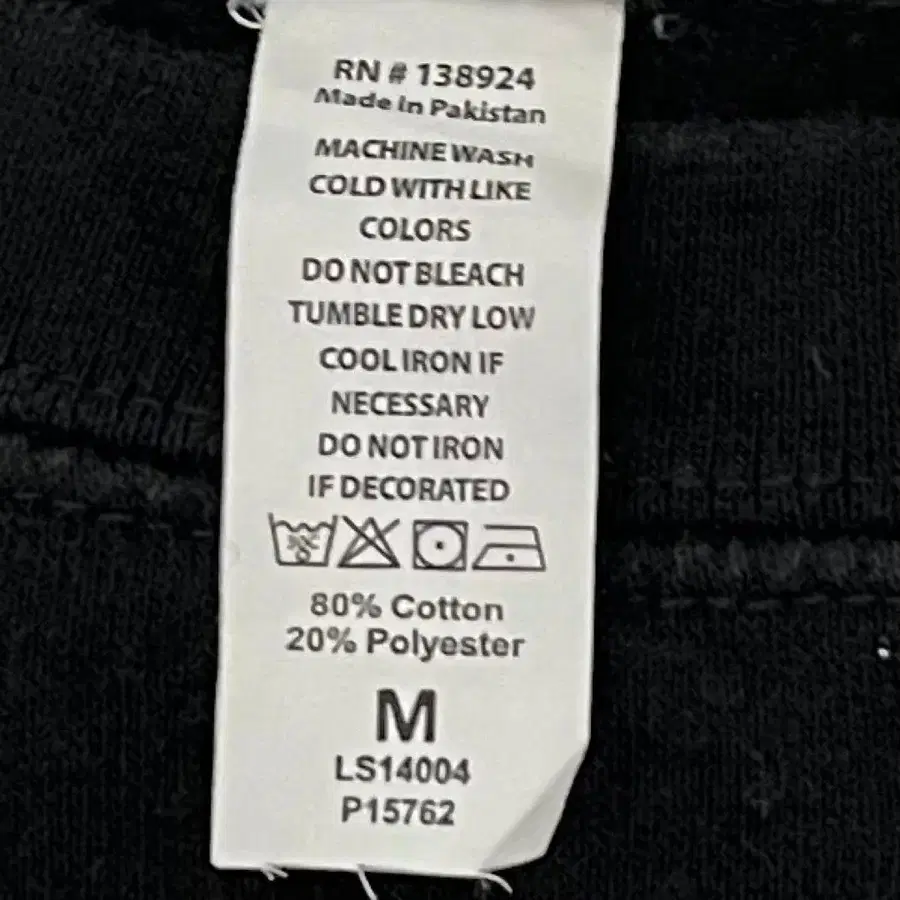 RN # 138924
Made in Pakistan
MACHINE WASH
COLD WITH LIKE
COLORS
DO NOT BLEACH
TUMBLE DRY LOW
COOL IRON IF
NECESSARY
DO NOT IRON
IF DECORATED
80% Cotton
20% Polyester
M
LS14004
P15762